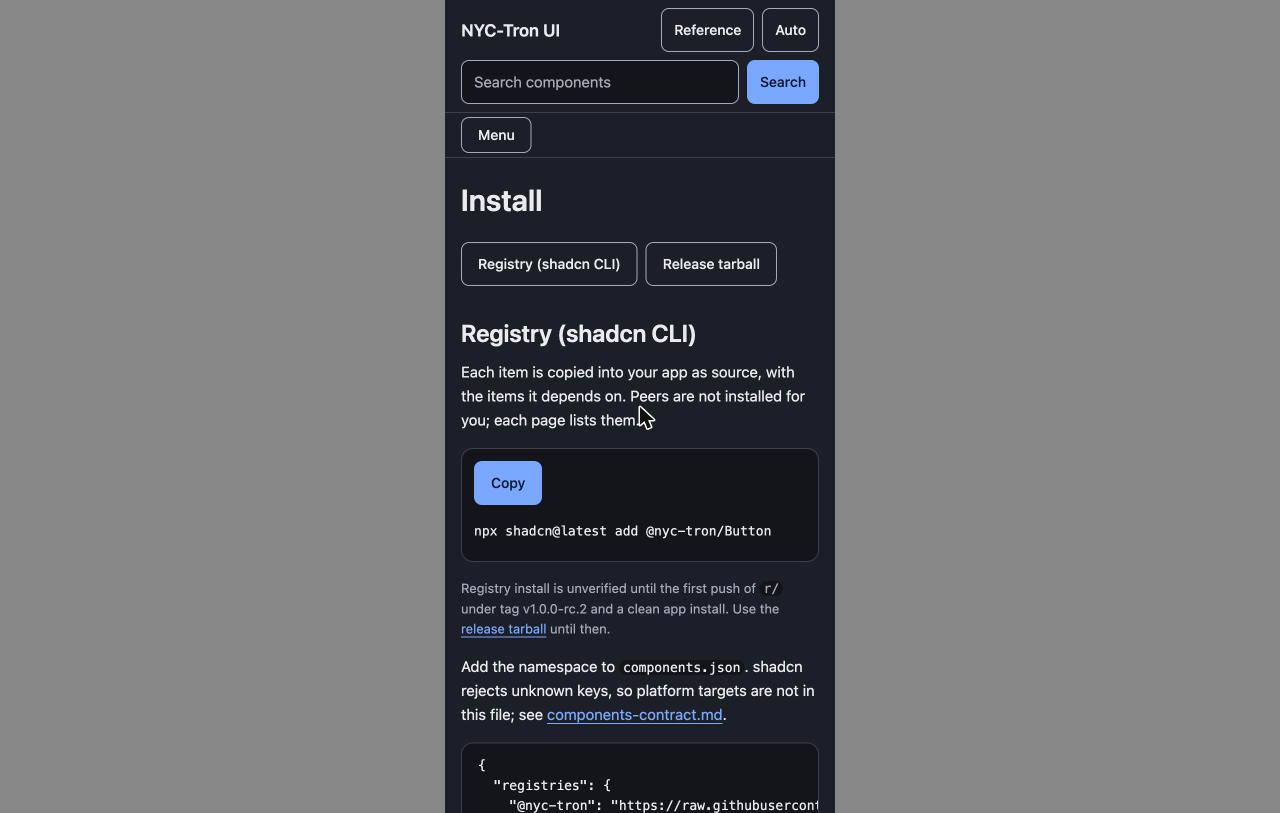 NYC-Tron UI
Reference
Auto
Search components
Search
Menu
Install
Registry (shadcn CLI)
Release tarball
Registry (shadcn CLI)
Each item is copied into your app as source, with
the items it depends on. Peers are not installed for
you; each page lists them.
Copy
npx shadcn@latest add @nyc-tron/Button
Registry install is unverified until the first push of r/
under tag v1.0.0-rc.2 and a clean app install. Use the
release tarball until then.
Add the namespace to components.json. shadcn
rejects unknown keys, so platform targets are not in
this file; see components-contract.md.
{
"registries": {
"@nyc-tron": "https://raw.githubusercont